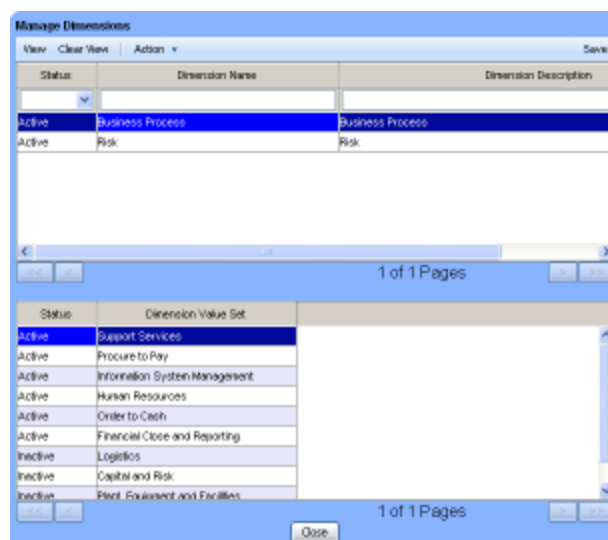 Manage Dimensions
View Clear View Action Save
Status Dimension Name Dimension Description
Active Business Process Business Process
Active Risk Risk
<< < 1 of 1 Pages > >>
Status Dimension Value Set
Active Support Services
Active Procure to Pay
Active Information System Management
Active Human Resources
Active Order to Cash
Active Financial Close and Reporting
Inactive Logistics
Inactive Capital and Risk
Inactive Plant, Equipment and Facilities
<< < 1 of 1 Pages > >>
Close